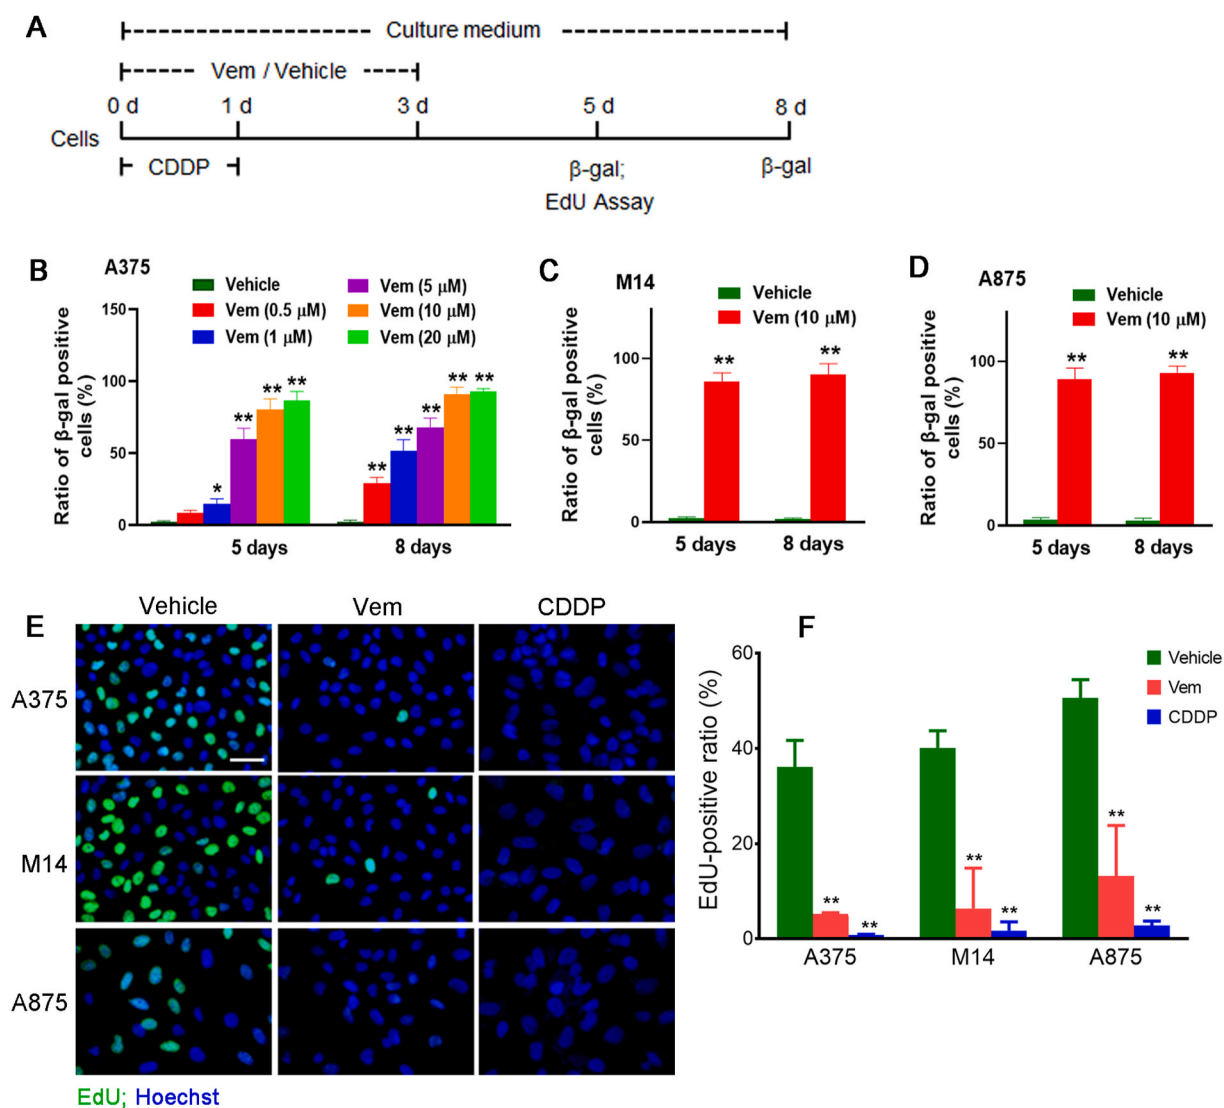 A
Culture medium
Vem / Vehicle
0 d 1 d 3 d 5 d 8 d
Cells
CDDP
β-gal; β-gal
EdU Assay
B A375
Vehicle Vem (5 μM)
Vem (0.5 μM) Vem (10 μM)
Vem (1 μM) Vem (20 μM)
Ratio of β-gal positive
cells (%)
150
100
50
0
* ** ** **
** ** ** ** **
5 days 8 days
C M14
Vehicle
Vem (10 μM)
Ratio of β-gal positive
cells (%)
100
50
0
** **
5 days 8 days
D A875
Vehicle
Vem (10 μM)
Ratio of β-gal positive
cells (%)
100
50
0
** **
5 days 8 days
E
Vehicle Vem CDDP
A375
M14
A875
EdU; Hoechst
F
Vehicle
Vem
CDDP
EdU-positive ratio (%)
60
40
20
0
** **
** **
** **
A375 M14 A875